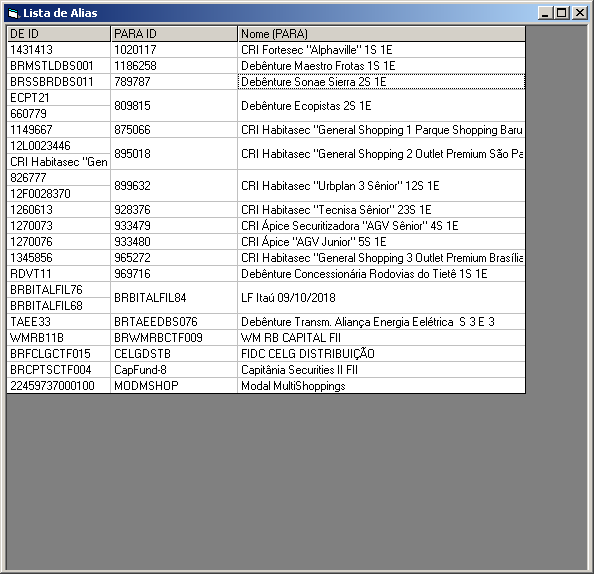 Lista de Alias
DE ID PARA ID Nome (PARA)
1431413 1020117 CRI Fortesec "Alphaville" 1S 1E
BRMSTLDBS001 1186258 Debênture Maestro Frotas 1S 1E
BRSSBRDBS011 789787 Debênture Sonae Sierra 2S 1E
ECPT21 809815 Debênture Ecopistas 2S 1E
660779
1149667 875066 CRI Habitasec "General Shopping 1 Parque Shopping Baru
12L0023446 895018 CRI Habitasec "General Shopping 2 Outlet Premium São Pa
CRI Habitasec "Gen
826777 899632 CRI Habitasec "Urbplan 3 Sênior" 12S 1E
12F0028370
1260613 928376 CRI Habitasec "Tecnisa Sênior" 23S 1E
1270073 933479 CRI Ápice Securitizadora "AGV Sênior" 4S 1E
1270076 933480 CRI Ápice "AGV Junior" 5S 1E
1345856 965272 CRI Habitasec "General Shopping 3 Outlet Premium Brasília
RDVT11 969716 Debênture Concessionária Rodovias do Tietê 1S 1E
BRBITALFIL76 BRBITALFIL84 LF Itaú 09/10/2018
BRBITALFIL68
TAEE33 BRTAEEDBS076 Debênture Transm. Aliança Energia Eelétrica S 3 E 3
WMRB11B BRWMRBCTF009 WM RB CAPITAL FII
BRFCLGCTF015 CELGDSTB FIDC CELG DISTRIBUIÇÃO
BRCPTSCTF004 CapFund-8 Capitânia Securities II FII
22459737000100 MODMSHOP Modal MultiShoppings